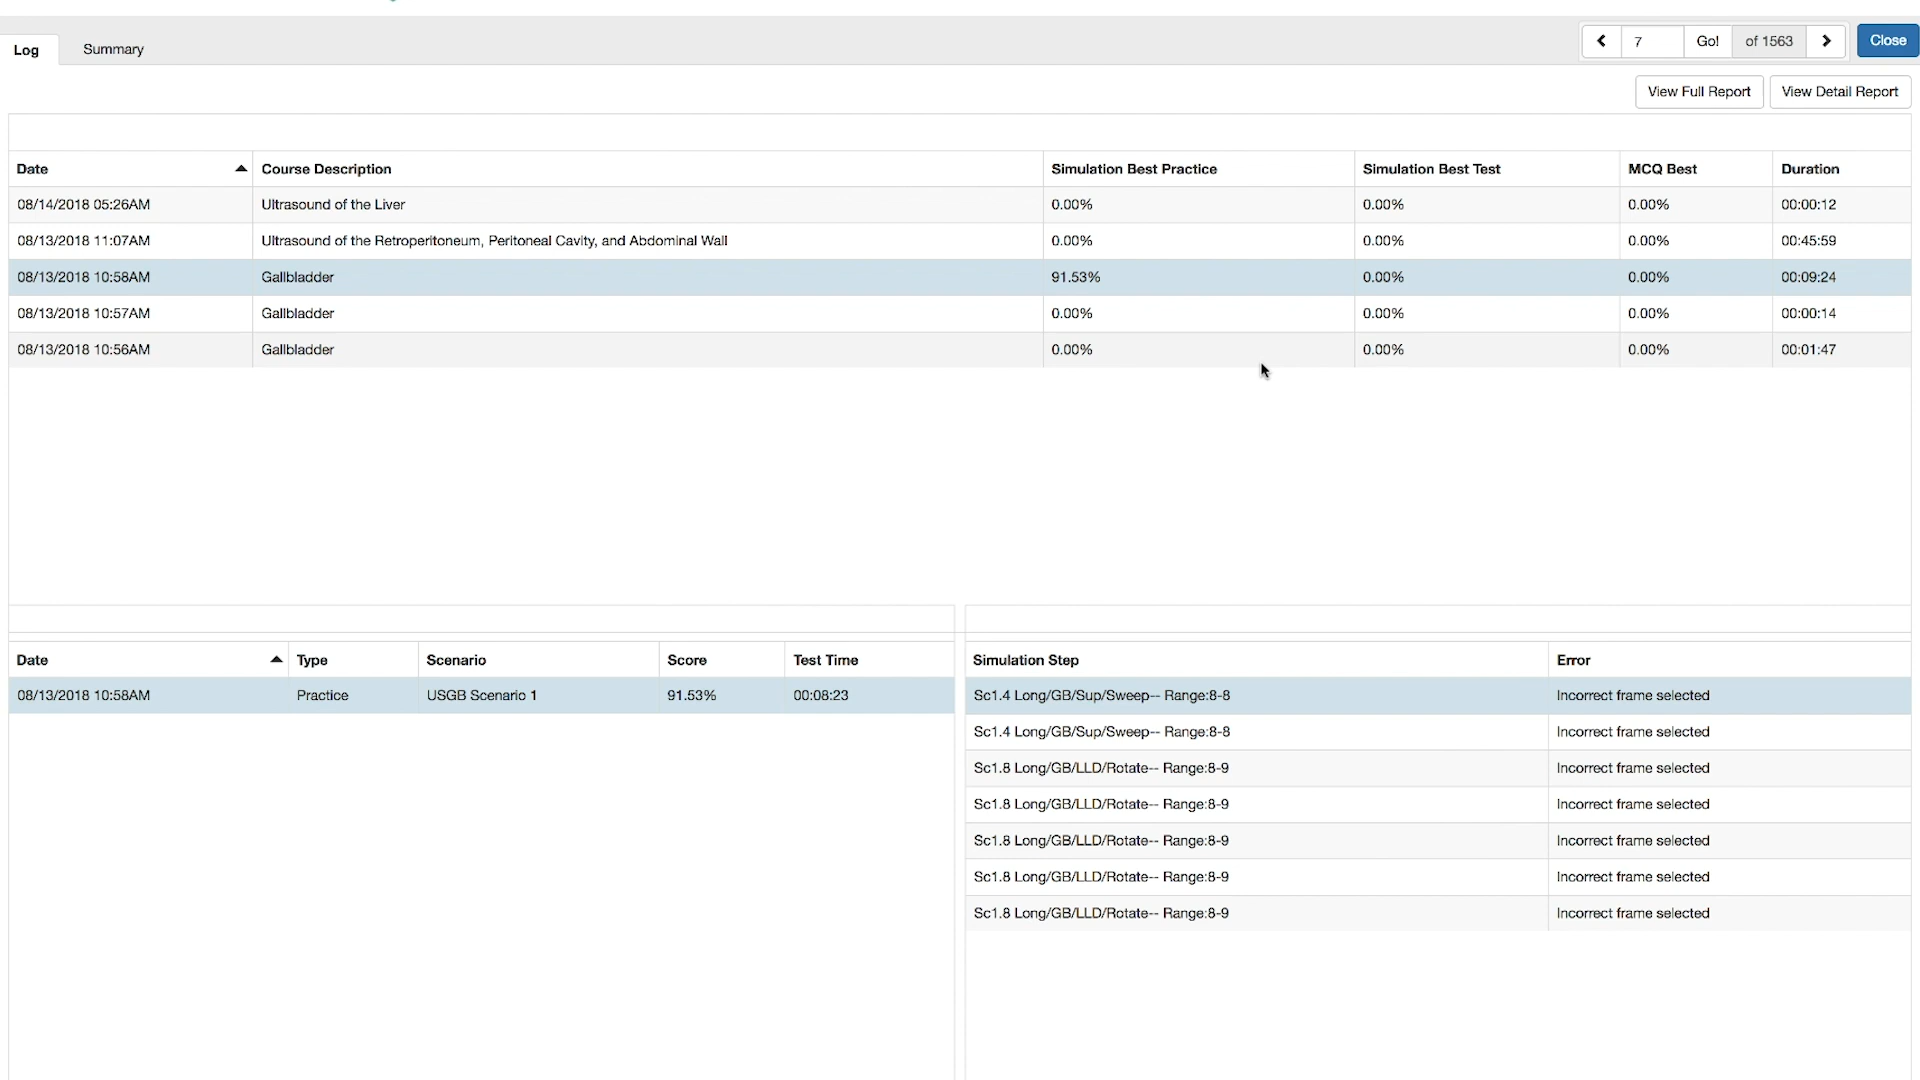 Log Summary 7 Go! of 1563 Close
View Full Report View Detail Report
Date Course Description Simulation Best Practice Simulation Best Test MCQ Best Duration
08/14/2018 05:26AM Ultrasound of the Liver 0.00% 0.00% 0.00% 00:00:12
08/13/2018 11:07AM Ultrasound of the Retroperitoneum, Peritoneal Cavity, and Abdominal Wall 0.00% 0.00% 0.00% 00:45:59
08/13/2018 10:58AM Gallbladder 91.53% 0.00% 0.00% 00:09:24
08/13/2018 10:57AM Gallbladder 0.00% 0.00% 0.00% 00:00:14
08/13/2018 10:56AM Gallbladder 0.00% 0.00% 0.00% 00:01:47
Date Type Scenario Score Test Time
08/13/2018 10:58AM Practice USGB Scenario 1 91.53% 00:08:23
Simulation Step Error
Sc1.4 Long/GB/Sup/Sweep-- Range:8-8 Incorrect frame selected
Sc1.4 Long/GB/Sup/Sweep-- Range:8-8 Incorrect frame selected
Sc1.8 Long/GB/LLD/Rotate-- Range:8-9 Incorrect frame selected
Sc1.8 Long/GB/LLD/Rotate-- Range:8-9 Incorrect frame selected
Sc1.8 Long/GB/LLD/Rotate-- Range:8-9 Incorrect frame selected
Sc1.8 Long/GB/LLD/Rotate-- Range:8-9 Incorrect frame selected
Sc1.8 Long/GB/LLD/Rotate-- Range:8-9 Incorrect frame selected